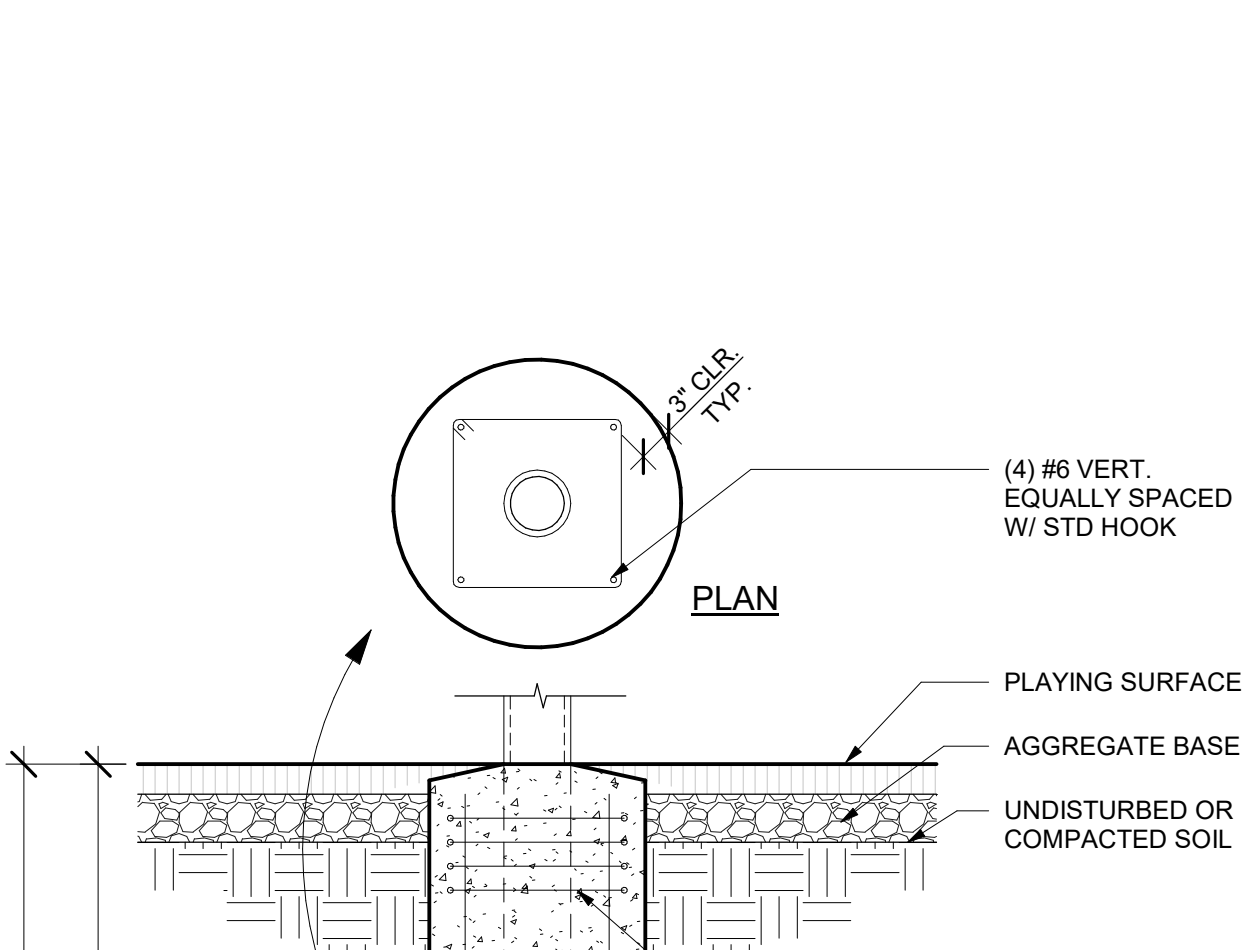 3" CLR.
TYP.
(4) #6 VERT.
EQUALLY SPACED
W/ STD HOOK
PLAN
PLAYING SURFACE
AGGREGATE BASE
UNDISTURBED OR
COMPACTED SOIL